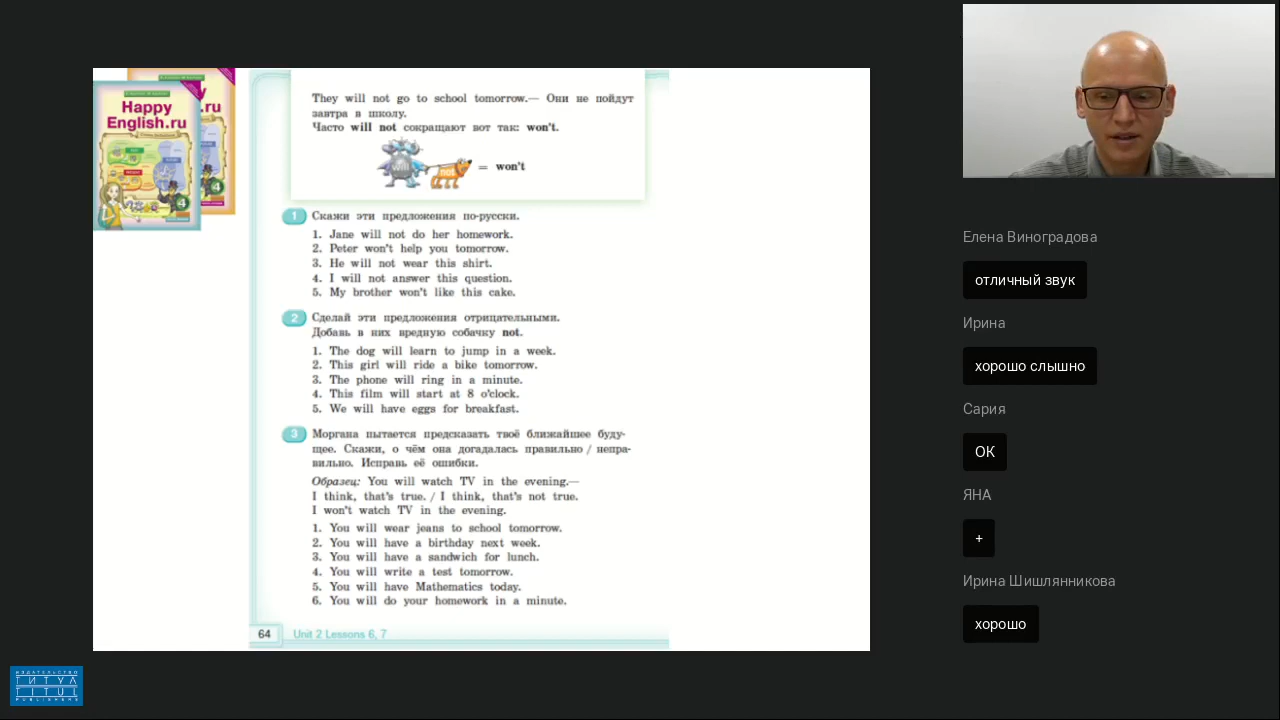 Happy
English.ru
.ru
4
4
They will not go to school tomorrow.— Они не пойдут
завтра в школу.
Часто will not сокращают вот так: won't.
will not = won't
1 Скажи эти предложения по-русски.
1. Jane will not do her homework.
2. Peter won't help you tomorrow.
3. He will not wear this shirt.
4. I will not answer this question.
5. My brother won't like this cake.
2 Сделай эти предложения отрицательными.
Добавь в них вредную собачку not.
1. The dog will learn to jump in a week.
2. This girl will ride a bike tomorrow.
3. The phone will ring in a minute.
4. This film will start at 8 o'clock.
5. We will have eggs for breakfast.
3 Моргана пытается предсказать твоё ближайшее буду-
щее. Скажи, о чём она догадалась правильно / непра-
вильно. Исправь её ошибки.
Образец: You will watch TV in the evening.—
I think, that's true. / I think, that's not true.
I won't watch TV in the evening.
1. You will wear jeans to school tomorrow.
2. You will have a birthday next week.
3. You will have a sandwich for lunch.
4. You will write a test tomorrow.
5. You will have Mathematics today.
6. You will do your homework in a minute.
64 Unit 2 Lessons 6, 7
Елена Виноградова
отличный звук
Ирина
хорошо слышно
Сария
ОК
ЯНА
+
Ирина Шишлянникова
хорошо
ИЗДАТЕЛЬСТВО
ТИТУЛ
TITUL
PUBLISHERS